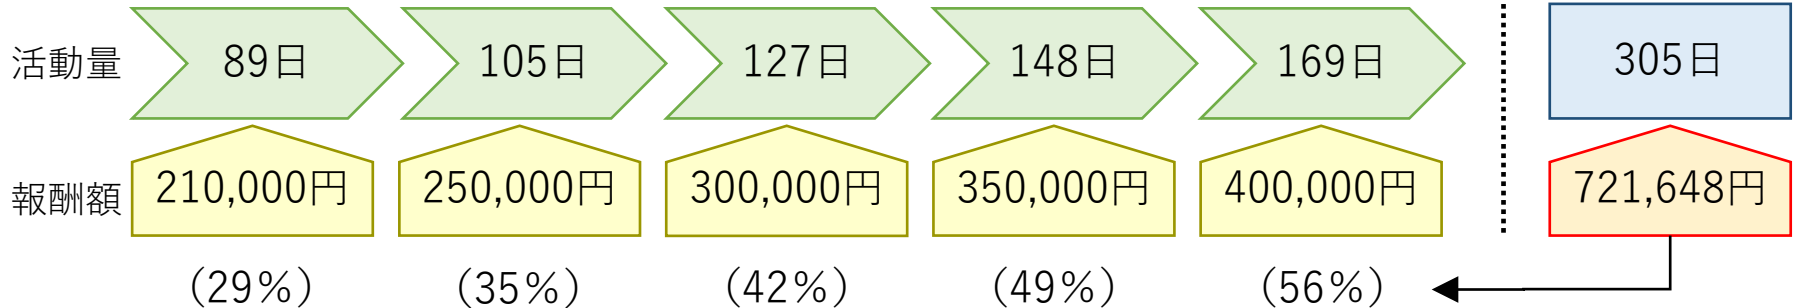 活動量 89日 105日 127日 148日 169日 305日
報酬額 210,000円 250,000円 300,000円 350,000円 400,000円 721,648円
（29％） （35％） （42％） （49％） （56％）